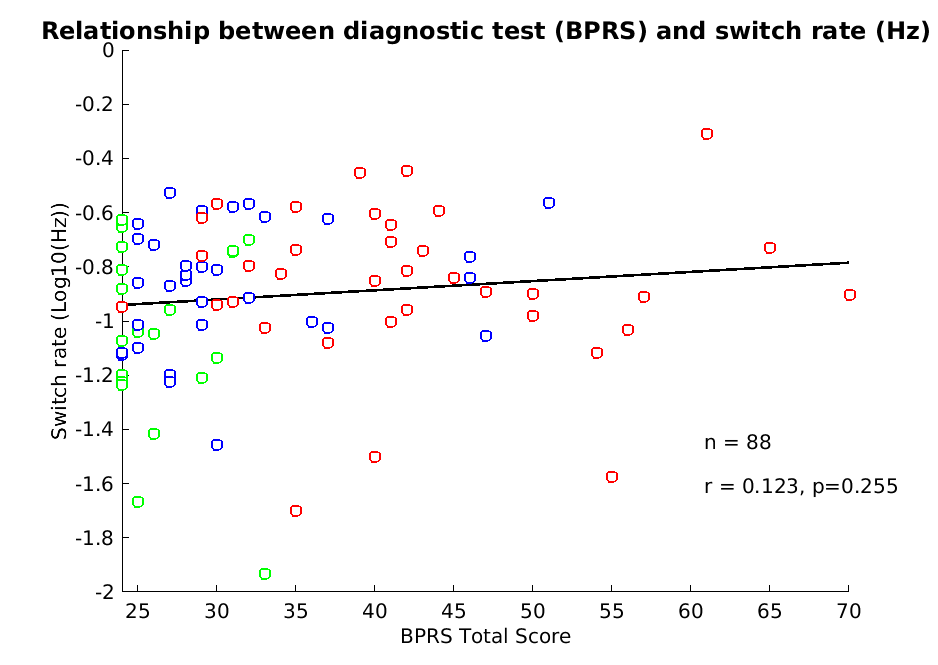 Relationship between diagnostic test (BPRS) and switch rate (Hz)
0
-0.2
-0.4
-0.6
-0.8
-1
-1.2
-1.4
-1.6
-1.8
-2
Switch rate (Log10(Hz))
n = 88
r = 0.123, p=0.255
25 30 35 40 45 50 55 60 65 70
BPRS Total Score